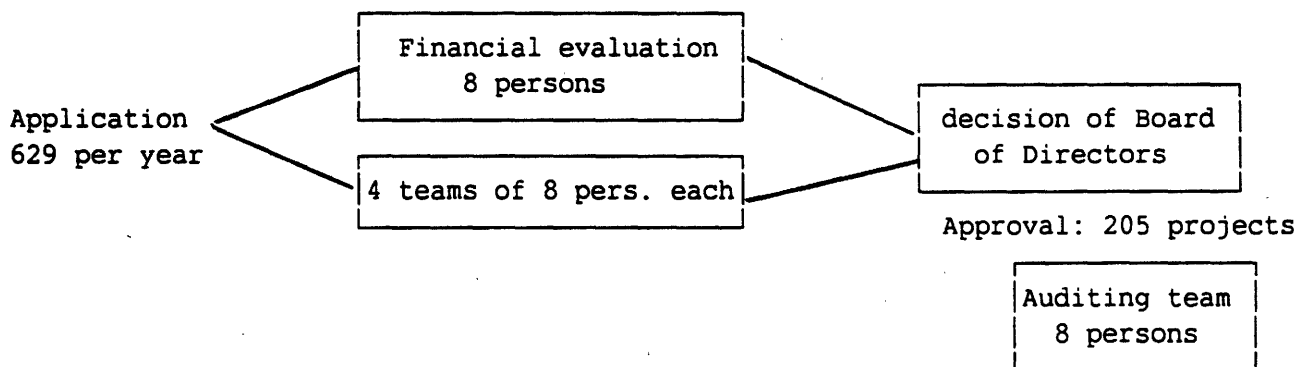 Financial evaluation
8 persons
Application
629 per year
4 teams of 8 pers. each
decision of Board
of Directors
Approval: 205 projects
Auditing team
8 persons